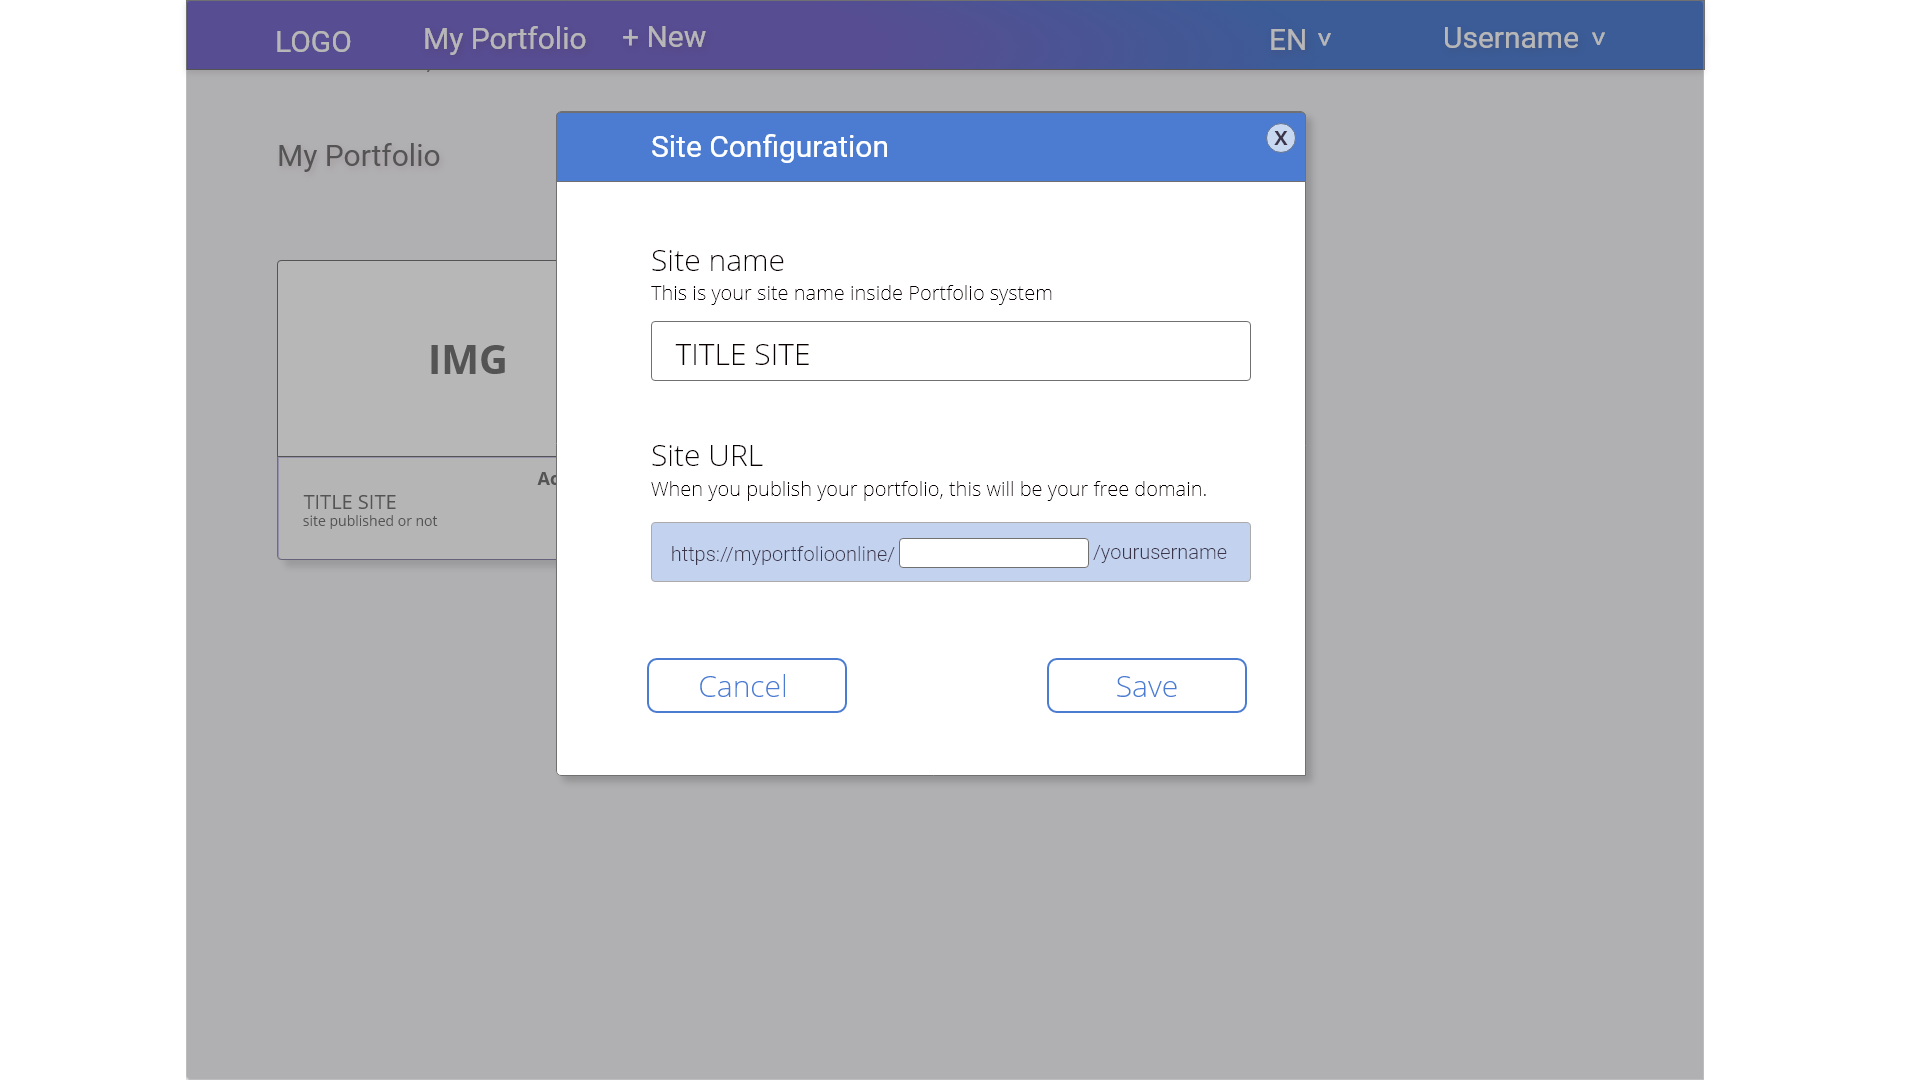 LOGO My Portfolio + New EN v Username v
My Portfolio
Site Configuration X
Site name
This is your site name inside Portfolio system
TITLE SITE
IMG
Site URL
When you publish your portfolio, this will be your free domain.
TITLE SITE
site published or not
https://myportfolioonline/ /yourusername
Cancel Save